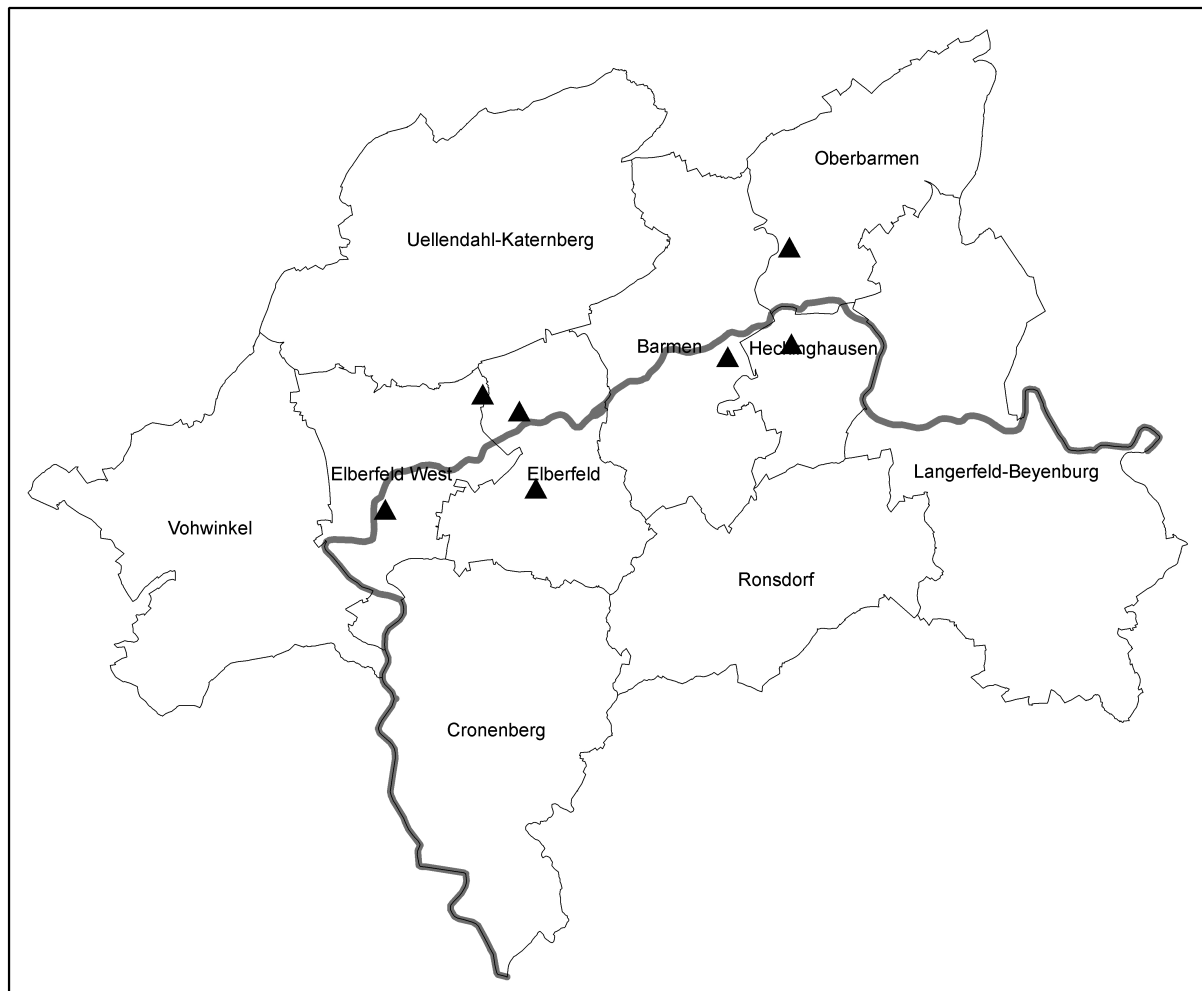 Oberbarmen
Uellendahl-Katernberg
Barmen
Heckinghausen
Elberfeld West
Elberfeld
Langerfeld-Beyenburg
Vohwinkel
Ronsdorf
Cronenberg